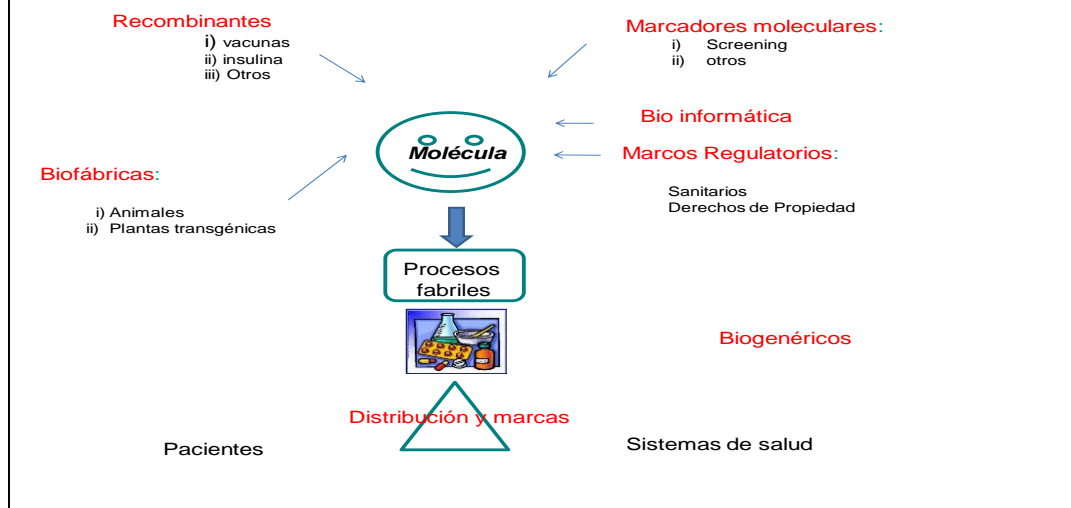 Recombinantes
i) vacunas
ii) insulina
iii) Otros
Marcadores moleculares:
i) Screening
ii) otros
Bio informática
Molécula
Marcos Regulatorios:
Sanitarios
Derechos de Propiedad
Biofábricas:
i) Animales
ii) Plantas transgénicas
Procesos
fabriles
Biogenéricos
Distribución y marcas
Pacientes
Sistemas de salud